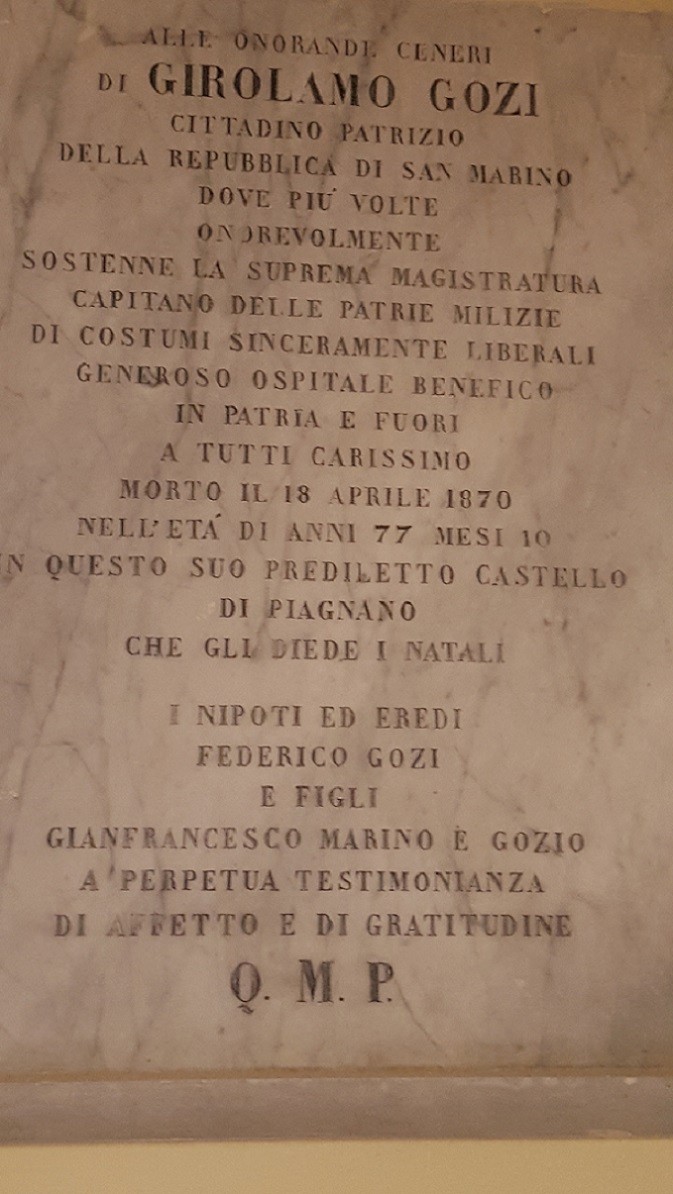 ALLE ONORANDE CENERI
DI GIROLAMO GOZI
CITTADINO PATRIZIO
DELLA REPUBBLICA DI SAN MARINO
DOVE PIÚ VOLTE
ONOREVOLMENTE
SOSTENNE LA SUPREMA MAGISTRATURA
CAPITANO DELLE PATRIE MILIZIE
DI COSTUMI SINCERAMENTE LIBERALI
GENEROSO OSPITALE BENEFICO
IN PATRIA E FUORI
A TUTTI CARISSIMO
MORTO IL 18 APRILE 1870
NELL'ETÁ DI ANNI 77 MESI 10
IN QUESTO SUO PREDILETTO CASTELLO
DI PIAGNANO
CHE GLI DIEDE I NATALI
I NIPOTI ED EREDI
FEDERICO GOZI
E FIGLI
GIANFRANCESCO MARINO E GOZIO
A PERPETUA TESTIMONIANZA
DI AFFETTO E DI GRATITUDINE
Q. M. P.